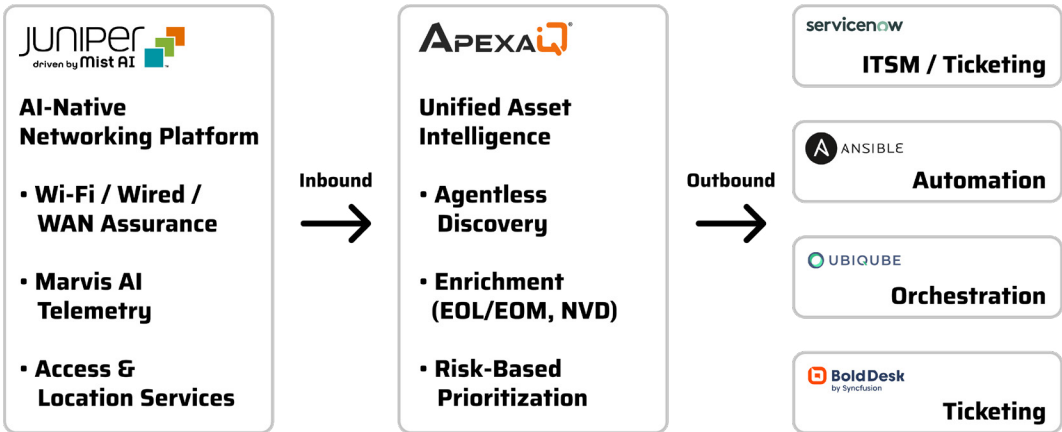 JUNIPER
driven by Mist AI
AI-Native
Networking Platform
• Wi-Fi / Wired /
WAN Assurance
• Marvis AI
Telemetry
• Access &
Location Services
Inbound
APEXAIQ®
Unified Asset
Intelligence
• Agentless
Discovery
• Enrichment
(EOL/EOM, NVD)
• Risk-Based
Prioritization
Outbound
servicenow
ITSM / Ticketing
A ANSIBLE
Automation
UBIQUBE
Orchestration
BoldDesk
by Syncfusion
Ticketing